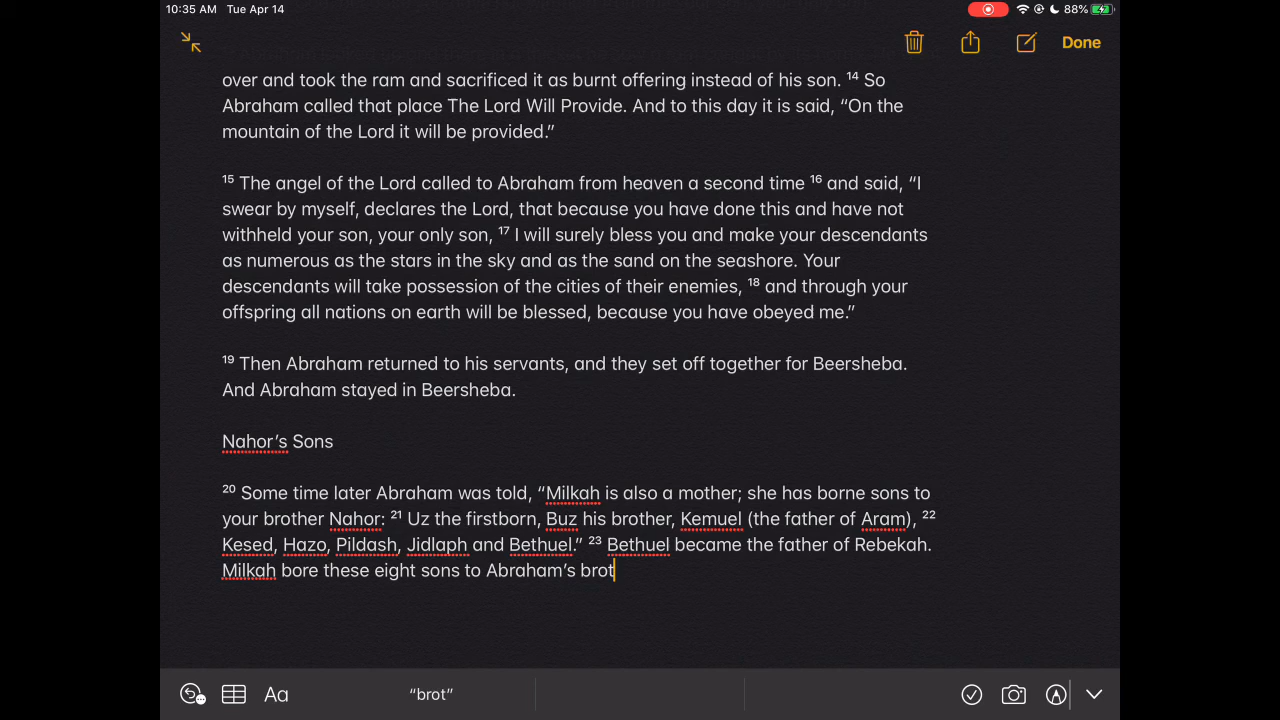 10:35 AM Tue Apr 14 88%
Done
over and took the ram and sacrificed it as burnt offering instead of his son. ¹⁴ So
Abraham called that place The Lord Will Provide. And to this day it is said, “On the
mountain of the Lord it will be provided.”
¹⁵ The angel of the Lord called to Abraham from heaven a second time ¹⁶ and said, “I
swear by myself, declares the Lord, that because you have done this and have not
withheld your son, your only son, ¹⁷ I will surely bless you and make your descendants
as numerous as the stars in the sky and as the sand on the seashore. Your
descendants will take possession of the cities of their enemies, ¹⁸ and through your
offspring all nations on earth will be blessed, because you have obeyed me.”
¹⁹ Then Abraham returned to his servants, and they set off together for Beersheba.
And Abraham stayed in Beersheba.
Nahor’s Sons
²⁰ Some time later Abraham was told, “Milkah is also a mother; she has borne sons to
your brother Nahor: ²¹ Uz the firstborn, Buz his brother, Kemuel (the father of Aram), ²²
Kesed, Hazo, Pildash, Jidlaph and Bethuel.” ²³ Bethuel became the father of Rebekah.
Milkah bore these eight sons to Abraham’s brot
Aa “brot”